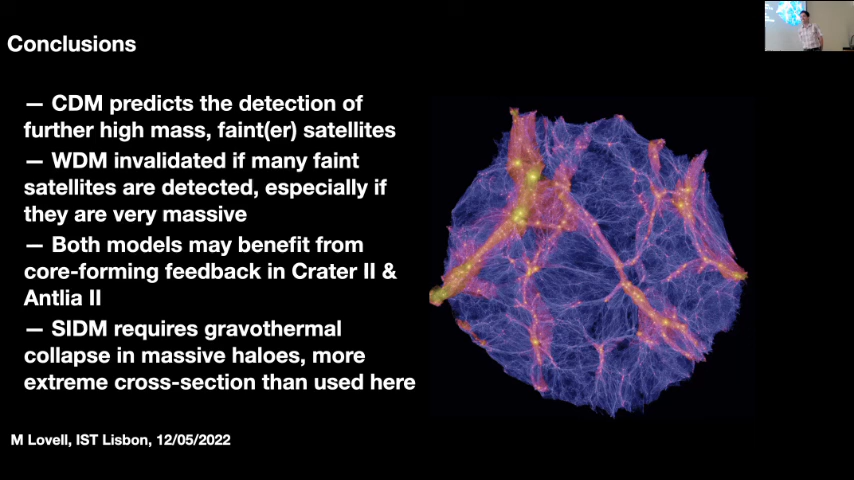 Conclusions
— CDM predicts the detection of
further high mass, faint(er) satellites
— WDM invalidated if many faint
satellites are detected, especially if
they are very massive
— Both models may benefit from
core-forming feedback in Crater II &
Antlia II
— SIDM requires gravothermal
collapse in massive haloes, more
extreme cross-section than used here
M Lovell, IST Lisbon, 12/05/2022